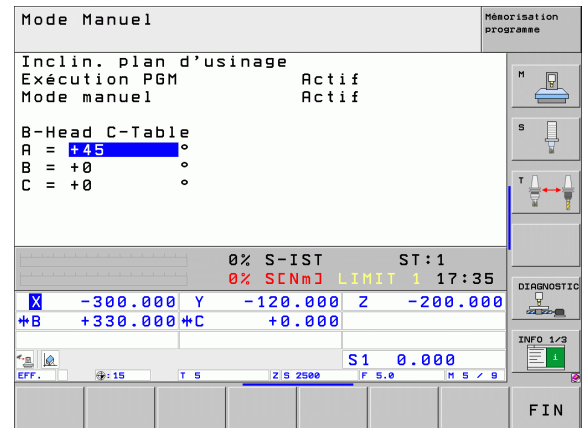 Mode Manuel
Mémorisation
programme
Inclin. plan d'usinage
Exécution PGM Actif
Mode manuel Actif
B-Head C-Table
A = +45 °
B = +0 °
C = +0 °
M
S
T
0% S-IST ST:1
0% S[Nm] LIMIT 1 17:35
X -300.000 Y -120.000 Z -200.000
B +330.000 C +0.000
S1 0.000
EFF. :15 T 5 Z S 2500 F 5.0 M 5 / 9
DIAGNOSTIC
INFO 1/3
i
FIN